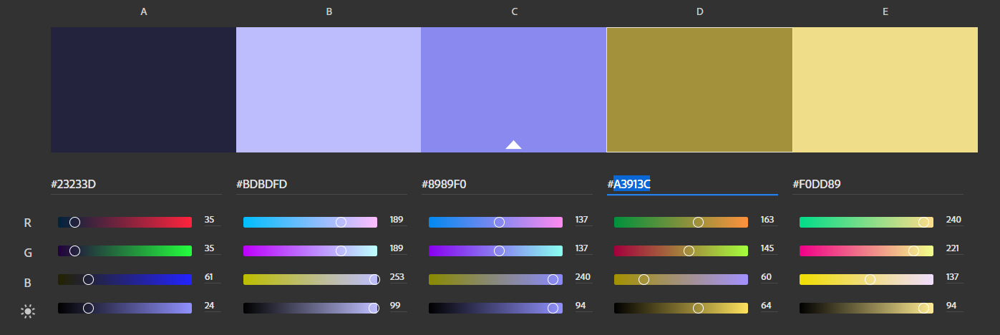 A B C D E
#23233D #BDBDFD #8989F0 #A3913C #F0DD89
R 35 189 137 163 240
G 35 189 137 145 221
B 61 253 240 60 137
24 99 94 64 94